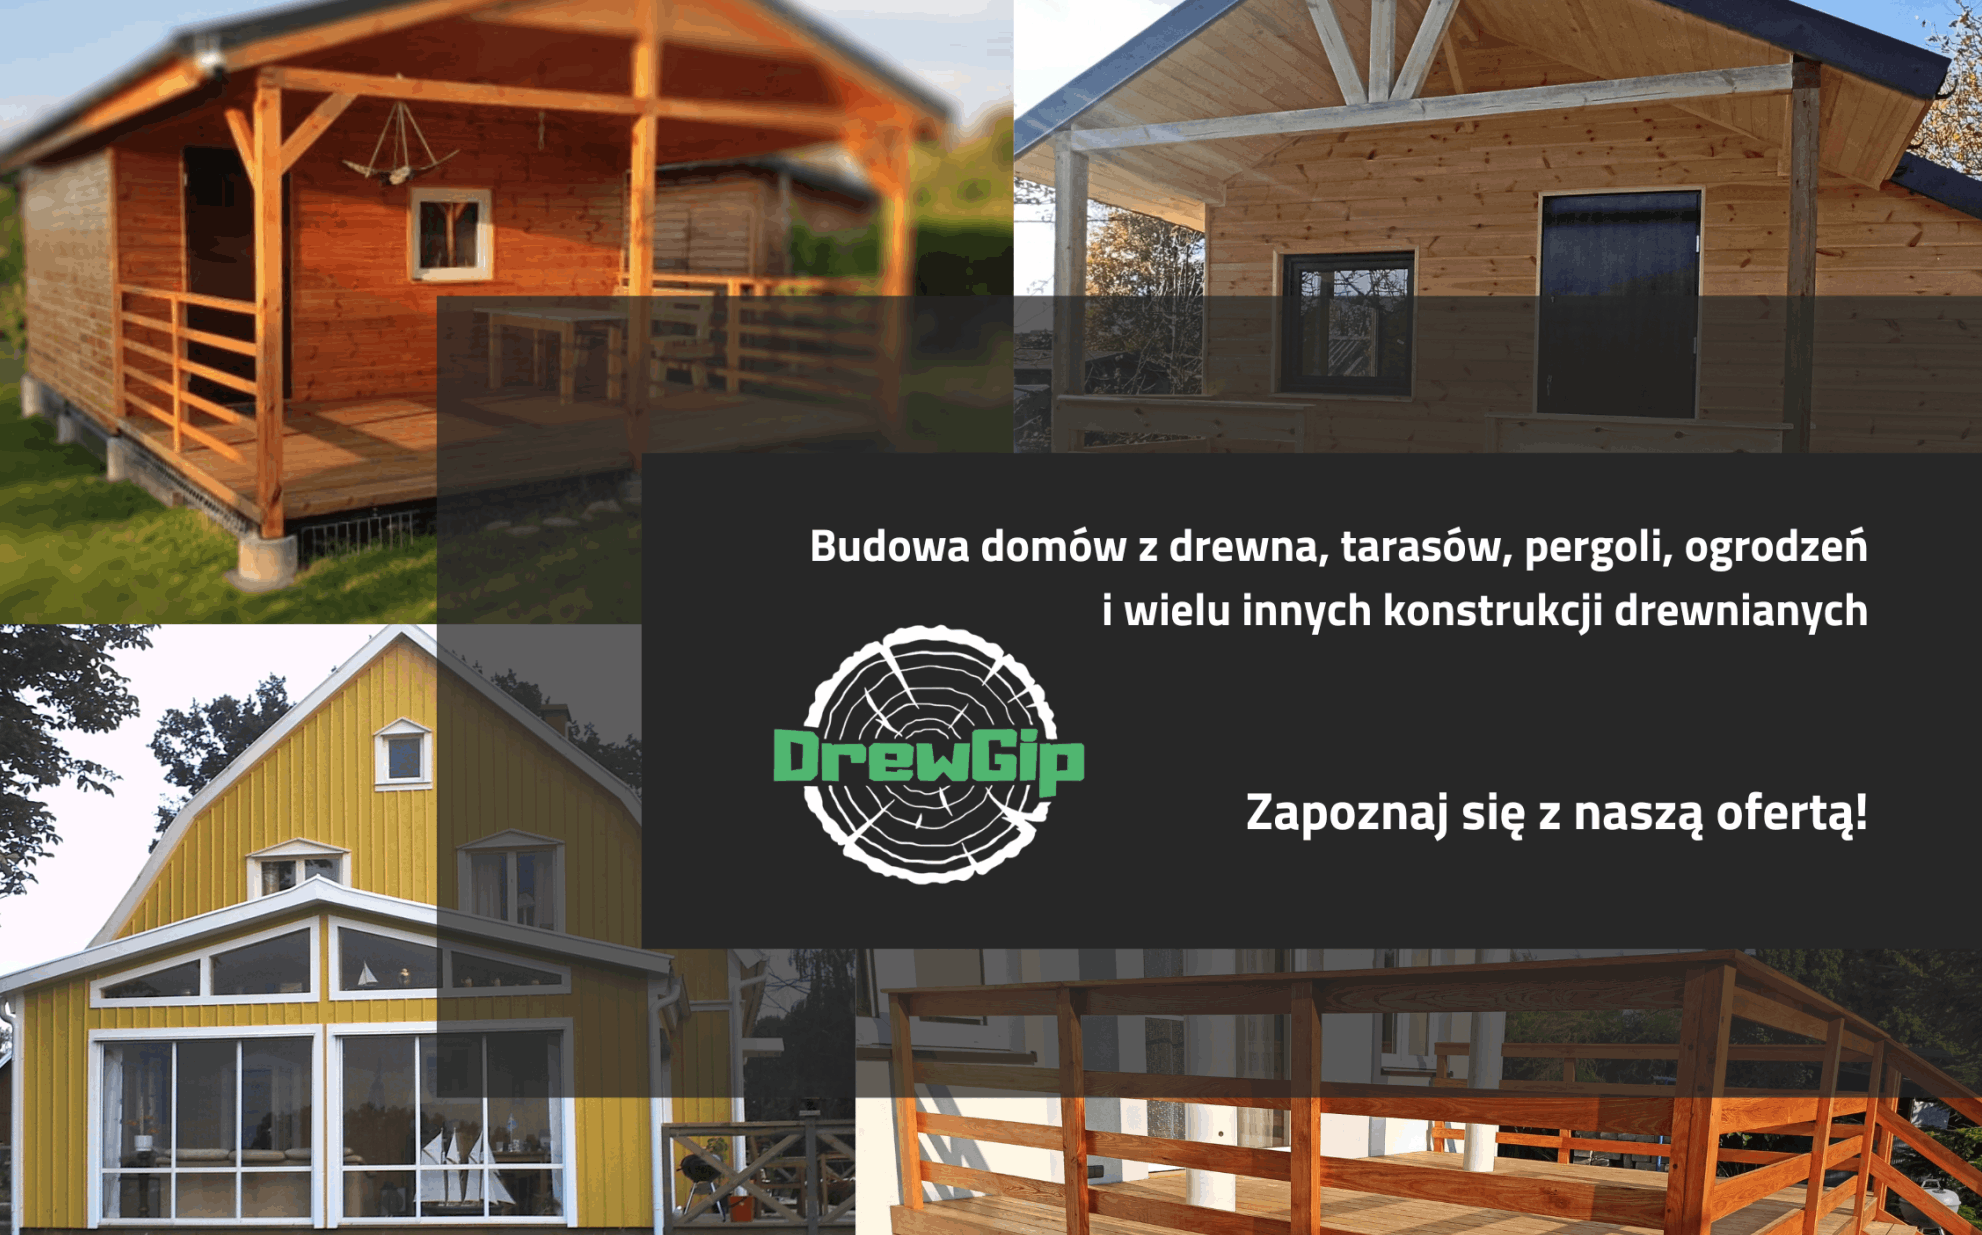 Budowa domów z drewna, tarasów, pergoli, ogrodzeń
i wielu innych konstrukcji drewnianych
DrewGip
Zapoznaj się z naszą ofertą!